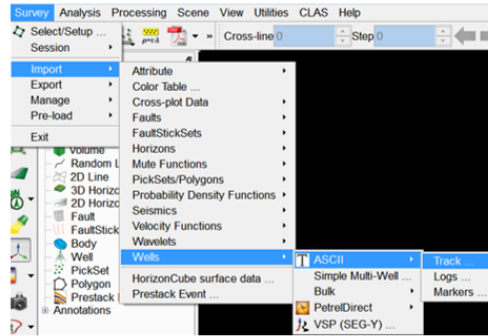 Survey Analysis Processing Scene View Utilities CLAS Help
Select/Setup ...
Session
Cross-line 0 Step 0
Import
Export
Manage
Pre-load
Exit
Attribute
Color Table ...
Cross-plot Data
Faults
FaultStickSets
Horizons
Mute Functions
PickSets/Polygons
Probability Density Functions
Seismics
Velocity Functions
Wavelets
Wells
HorizonCube surface data ...
Prestack Event ...
ASCII
Simple Multi-Well ...
Bulk
PetrelDirect
VSP (SEG-Y) ...
Track ...
Logs ...
Markers ...
Volume
Random L
2D Line
3D Horizo
2D Horizo
Fault
FaultStick
Body
Well
PickSet
Polygon
Prestack
Annotations